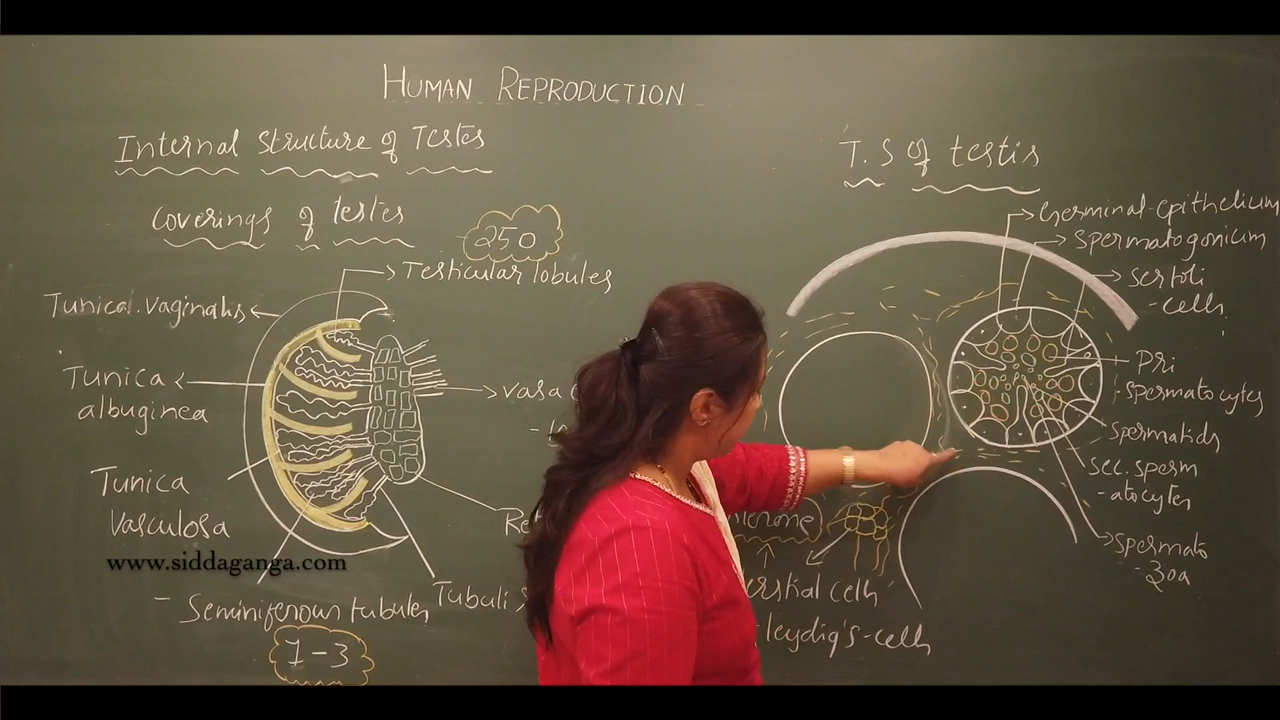 HUMAN REPRODUCTION
Internal structure of Testes
coverings of testes
250
Testicular lobules
Tunica vaginalis
Tunica
albuginea
Tunica
vasculosa
vasa
www.siddaganga.com
- Seminiferous tubules
1-3
Tubuli
T.S of testis
Germinal-epithelium
Spermatogonium
sertoli
-cells
Pri
-spermatocytes
Spermatids
sec. sperm
-atocytes
Spermato
-zoa
cells
leydig's-cells